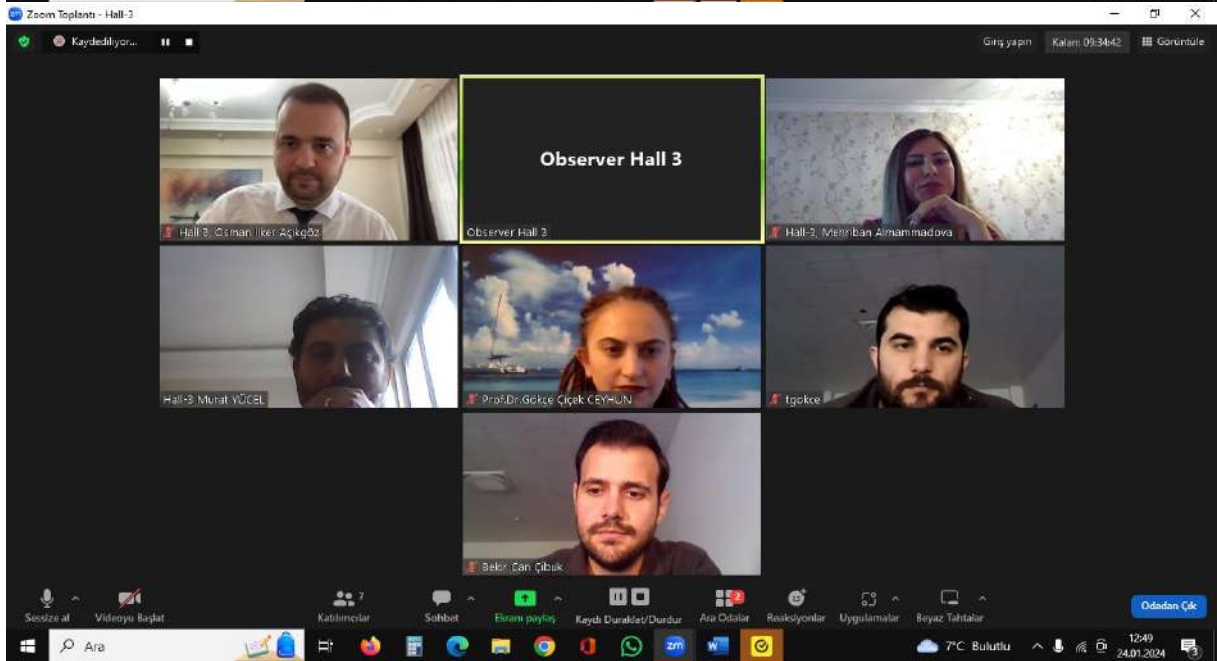 Zoom Toplantı - Hall-3
Kaydediliyor...
Giriş yapın
Kalan: 09:34:42
Görüntüle
Observer Hall 3
Hall 3, Osman İlker Açıkgöz
Observer Hall 3
Hall-3, Mehriban Almammadova
Hall-3 Murat YÜCEL
Prof.Dr.Gökçe Çiçek CEYHUN
tgokce
Can Çibuk
Sessize al
Videoyu Başlat
7
Katılımcılar
Sohbet
Ekranı paylaş
Kaydı Duraklat/Durdur
2
Ara Odalar
Reaksiyonlar
Uygulamalar
Beyaz Tahtalar
Odadan Çık
Ara
zm
W
7°C Bulutlu
12:49
24.01.2024
3